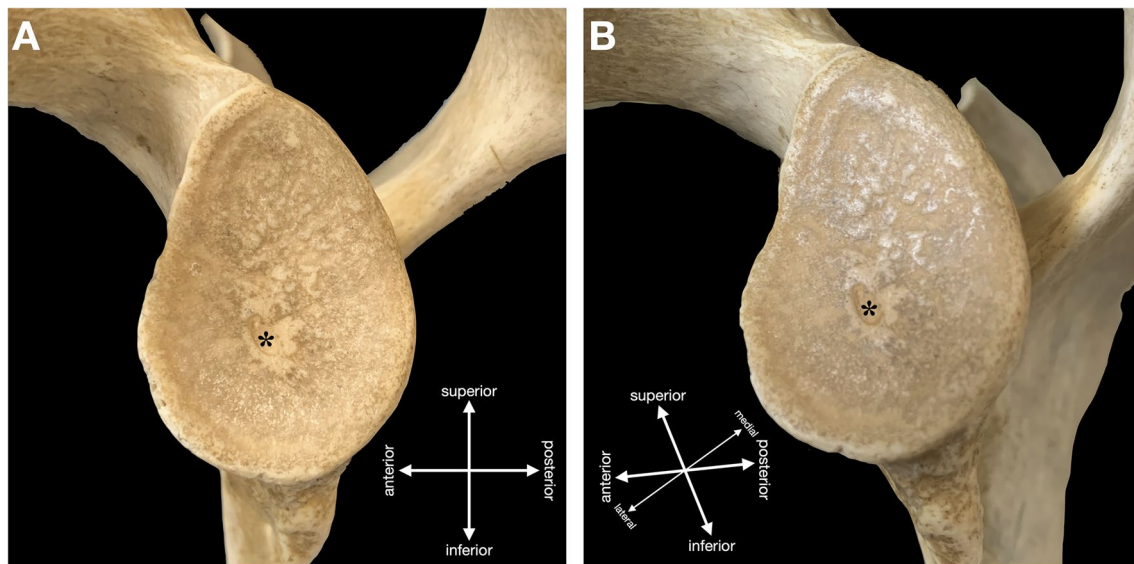 A
*
superior
anterior
posterior
inferior
B
*
superior
medial
anterior
posterior
lateral
inferior